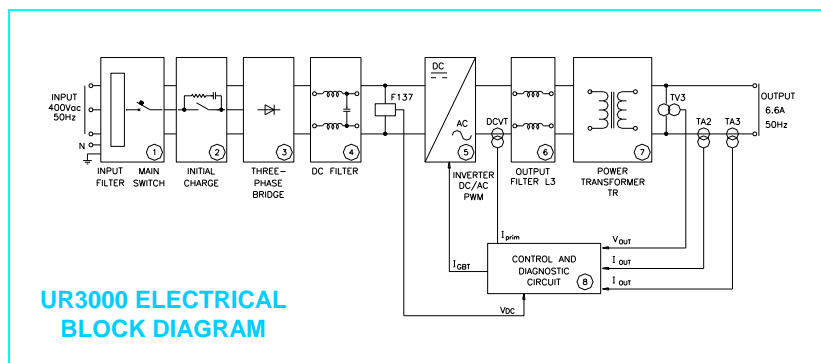 INPUT
400Vac
50Hz
N
1
INPUT
FILTER
MAIN
SWITCH
2
INITIAL
CHARGE
3
THREE-
PHASE
BRIDGE
4
DC FILTER
F137
DC
AC
5
INVERTER
DC/AC
PWM
DCVT
6
OUTPUT
FILTER L3
7
POWER
TRANSFORMER
TR
TV3
TA2
TA3
OUTPUT
6.6A
50Hz
Iprim
IGBT
VOUT
I OUT
I OUT
CONTROL AND
DIAGNOSTIC
CIRCUIT
8
VDC
UR3000 ELECTRICAL
BLOCK DIAGRAM